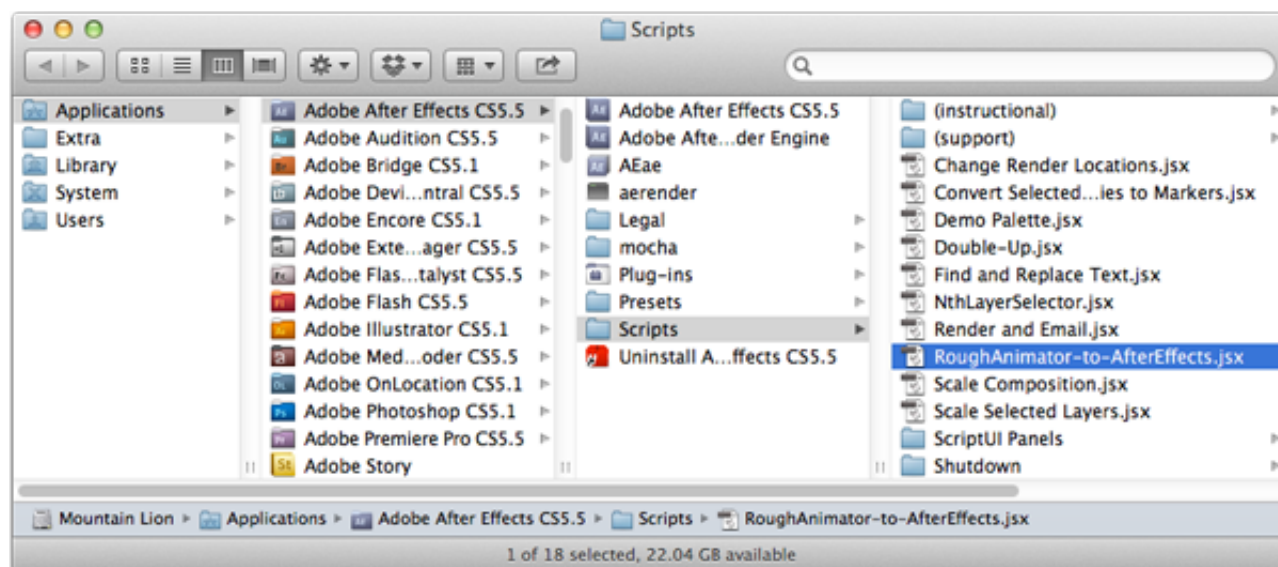 Scripts
Applications
Extra
Library
System
Users
Adobe After Effects CS5.5
Adobe Audition CS5.5
Adobe Bridge CS5.1
Adobe Devi...ntral CS5.5
Adobe Encore CS5.1
Adobe Exte...ager CS5.5
Adobe Flas...talyst CS5.5
Adobe Flash CS5.5
Adobe Illustrator CS5.1
Adobe Med...oder CS5.5
Adobe OnLocation CS5.1
Adobe Photoshop CS5.1
Adobe Premiere Pro CS5.5
Adobe Story
Adobe After Effects CS5.5
Adobe Afte...der Engine
AEae
aerender
Legal
mocha
Plug-ins
Presets
Scripts
Uninstall A...ffects CS5.5
(instructional)
(support)
Change Render Locations.jsx
Convert Selected...ies to Markers.jsx
Demo Palette.jsx
Double-Up.jsx
Find and Replace Text.jsx
NthLayerSelector.jsx
Render and Email.jsx
RoughAnimator-to-AfterEffects.jsx
Scale Composition.jsx
Scale Selected Layers.jsx
ScriptUI Panels
Shutdown
Mountain Lion ▸ Applications ▸ Adobe After Effects CS5.5 ▸ Scripts ▸ RoughAnimator-to-AfterEffects.jsx
1 of 18 selected, 22.04 GB available